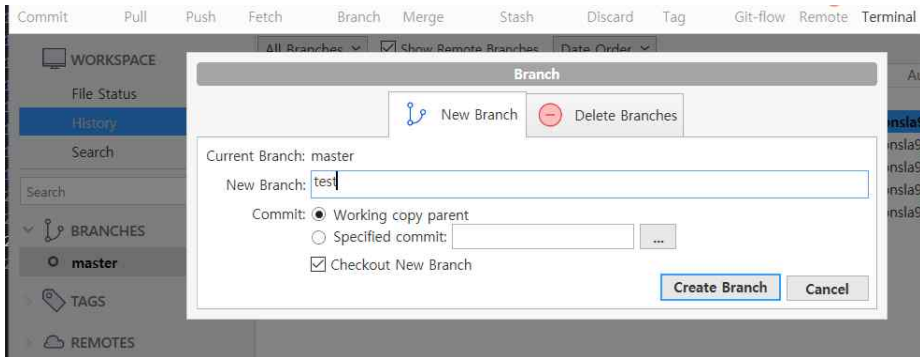 Commit Pull Push Fetch Branch Merge Stash Discard Tag Git-flow Remote Terminal
WORKSPACE
All Branches Show Remote Branches Date Order
Branch
File Status
New Branch Delete Branches
History
Search
Current Branch: master
Search
New Branch: test
Commit: Working copy parent
BRANCHES
Specified commit: ...
master
Checkout New Branch
Create Branch Cancel
TAGS
REMOTES